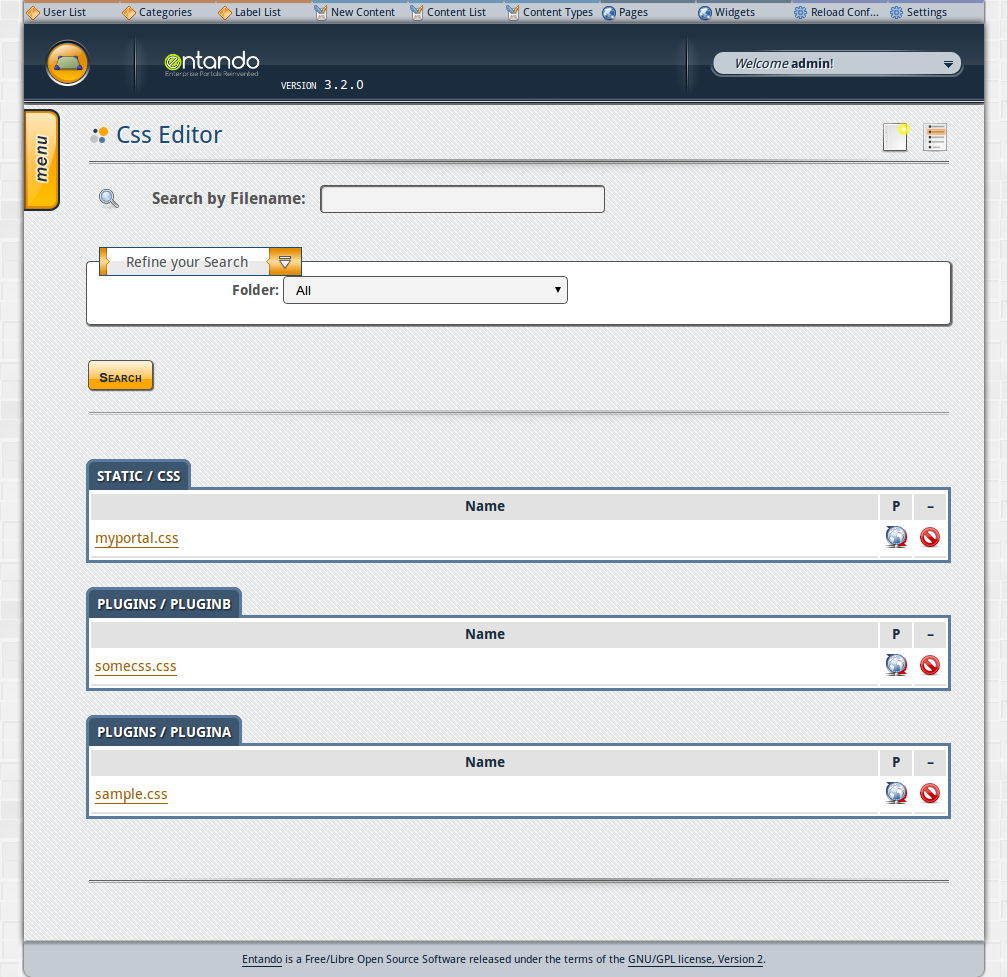 User List Categories Label List New Content Content List Content Types Pages Widgets Reload Conf... Settings
entando
Enterprise Portals Reinvented
VERSION 3.2.0
Welcome admin!
menu
Css Editor
Search by Filename:
Refine your Search
Folder: All
Search
STATIC / CSS
Name P –
myportal.css
PLUGINS / PLUGINB
Name P –
somecss.css
PLUGINS / PLUGINA
Name P –
sample.css
Entando is a Free/Libre Open Source Software released under the terms of the GNU/GPL license, Version 2.